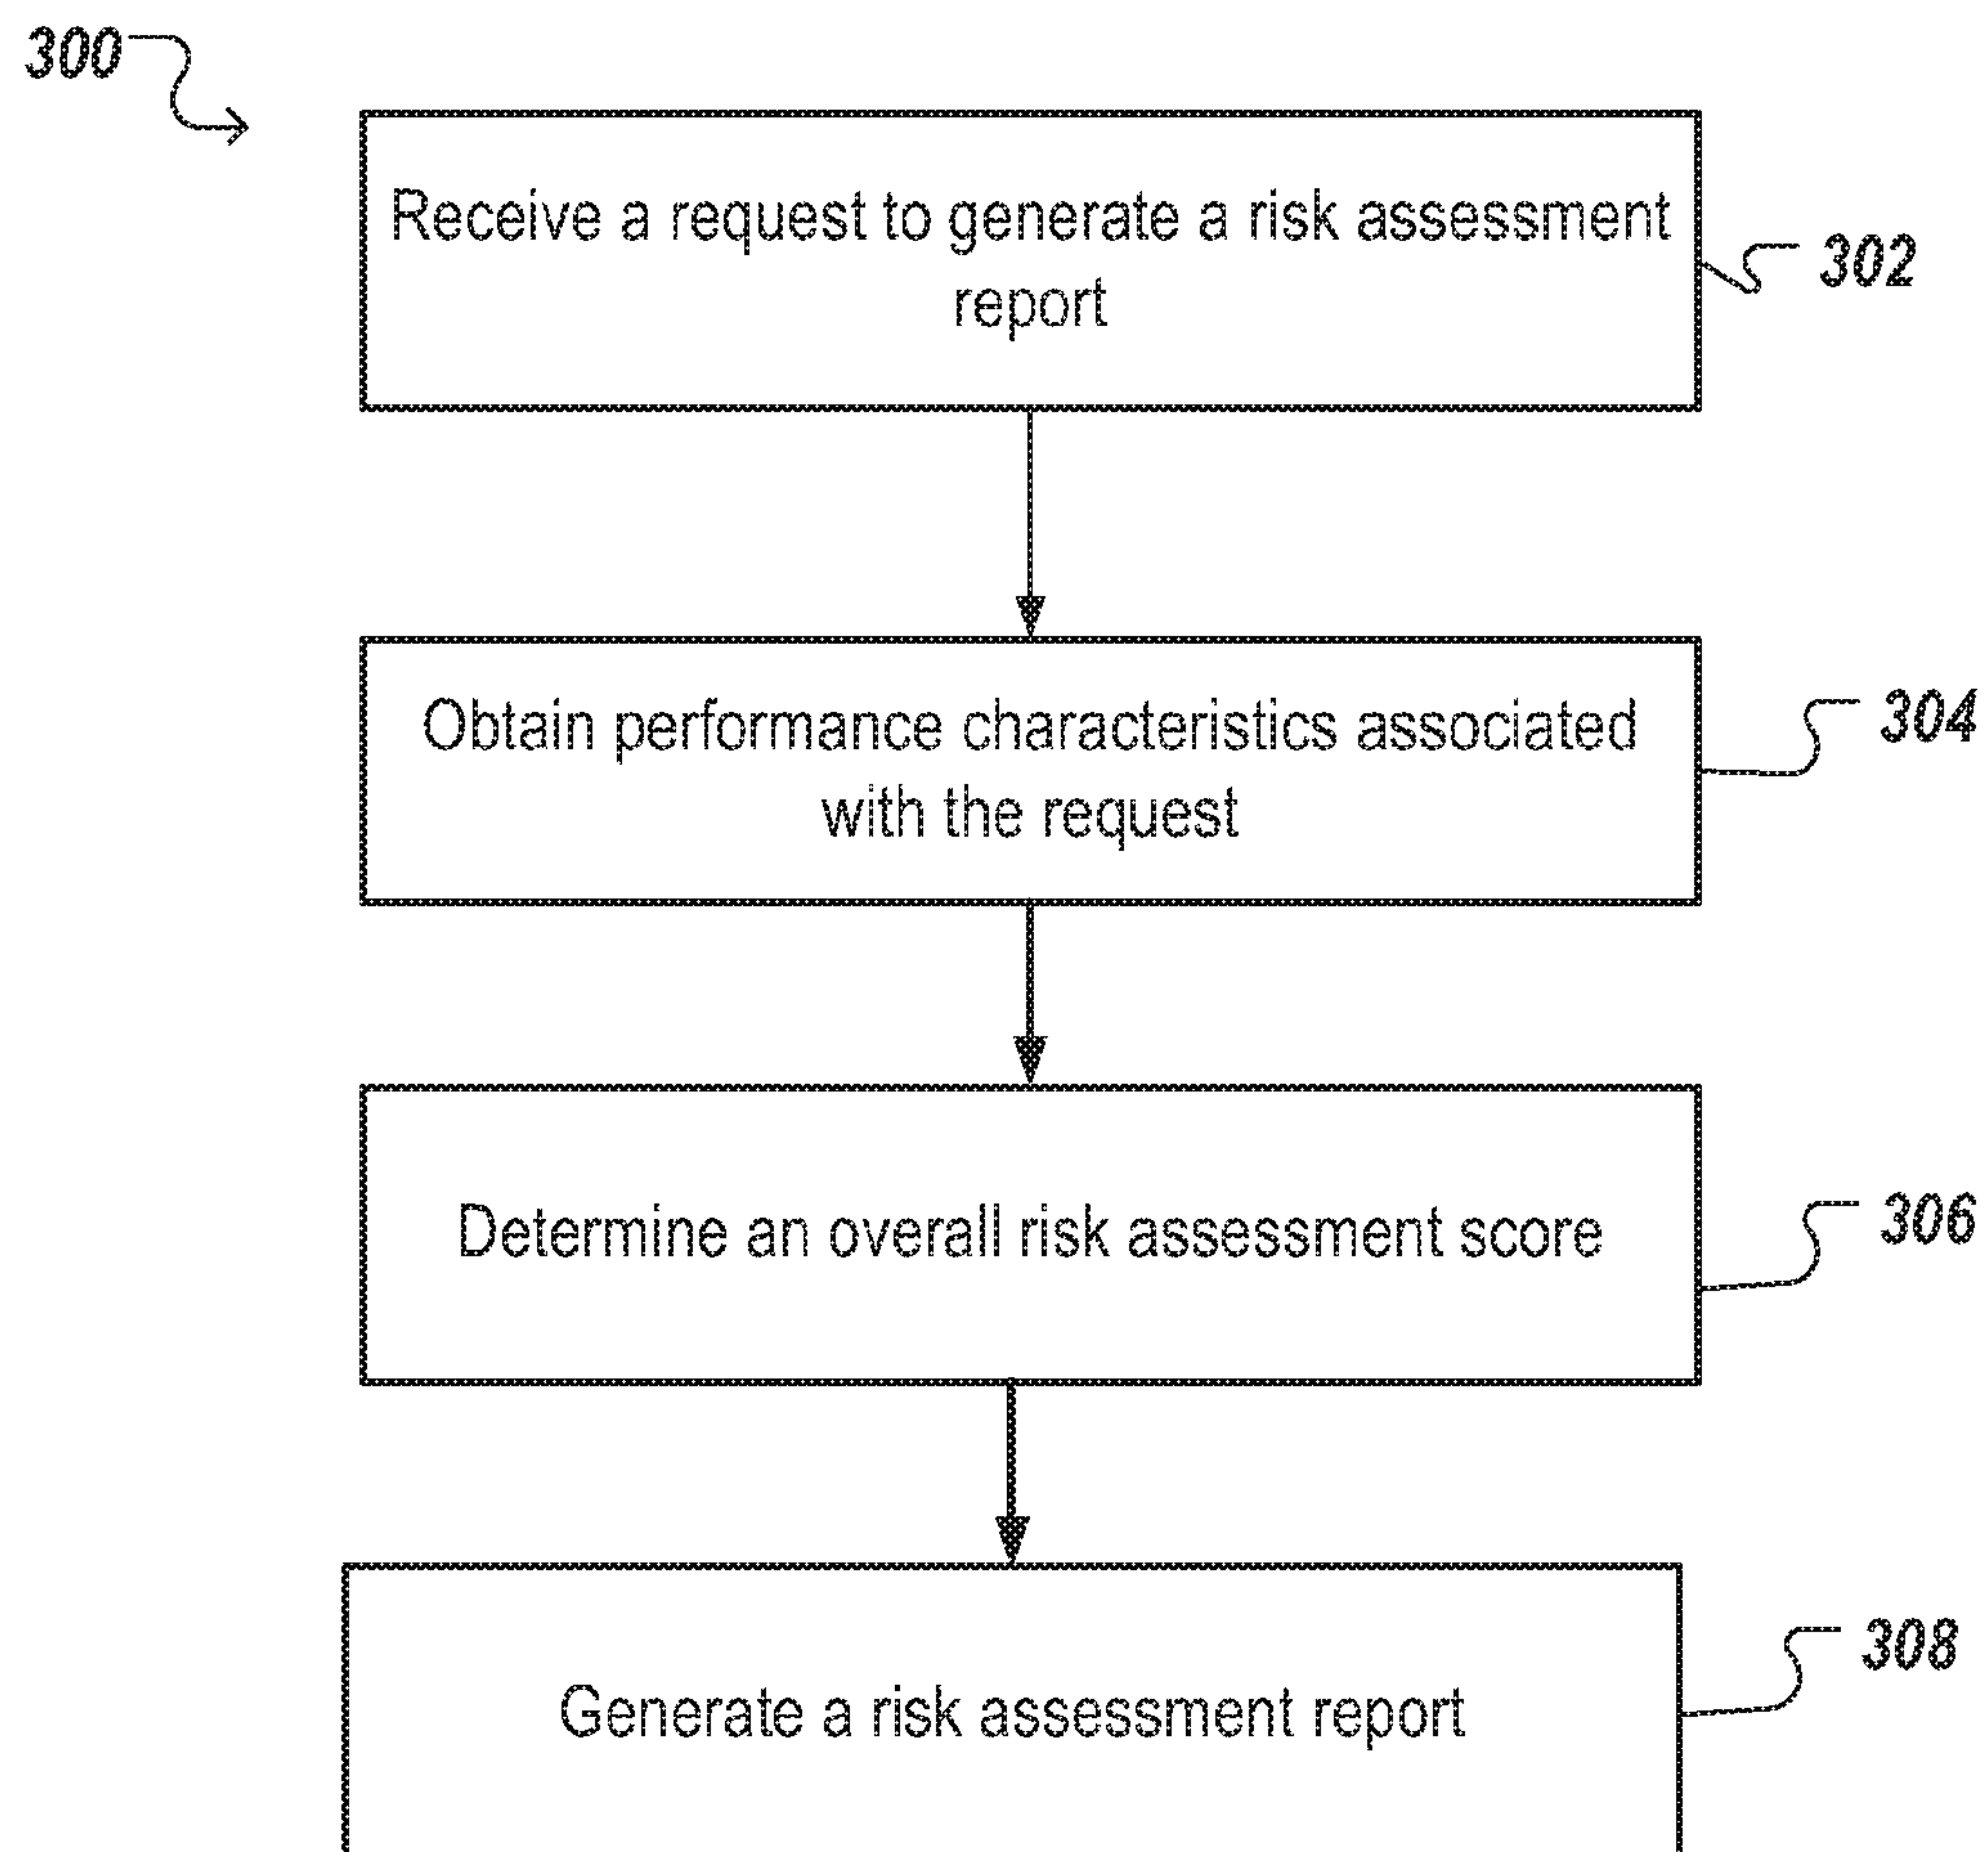 300
Receive a request to generate a risk assessment
report
302
Obtain performance characteristics associated
with the request
304
Determine an overall risk assessment score
306
Generate a risk assessment report
308